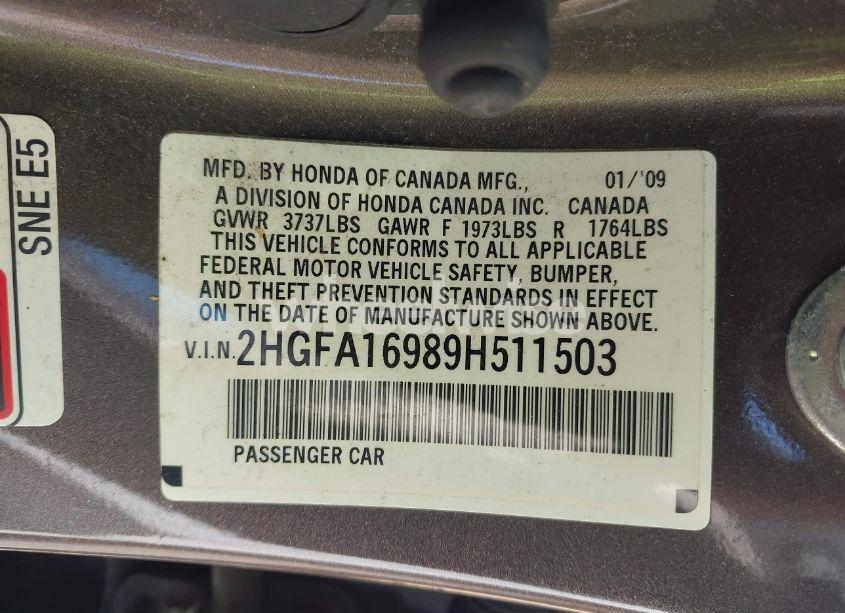 SNE E5
MFD. BY HONDA OF CANADA MFG., 01/'09
A DIVISION OF HONDA CANADA INC. CANADA
GVWR 3737LBS GAWR F 1973LBS R 1764LBS
THIS VEHICLE CONFORMS TO ALL APPLICABLE
FEDERAL MOTOR VEHICLE SAFETY, BUMPER,
AND THEFT PREVENTION STANDARDS IN EFFECT
ON THE DATE OF MANUFACTURE SHOWN ABOVE.
V.I.N. 2HGFA16989H511503
PASSENGER CAR